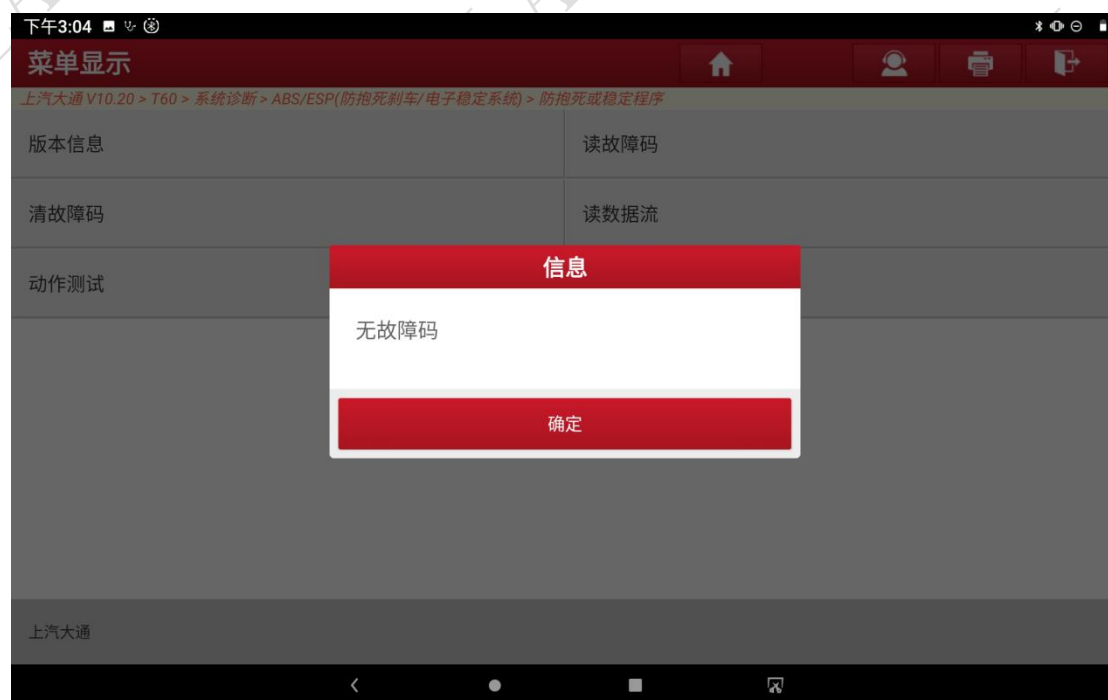 下午3:04
菜单显示
上汽大通 V10.20 > T60 > 系统诊断 > ABS/ESP(防抱死刹车/电子稳定系统) > 防抱死或稳定程序
版本信息
读故障码
清故障码
读数据流
动作测试
信息
无故障码
确定
上汽大通